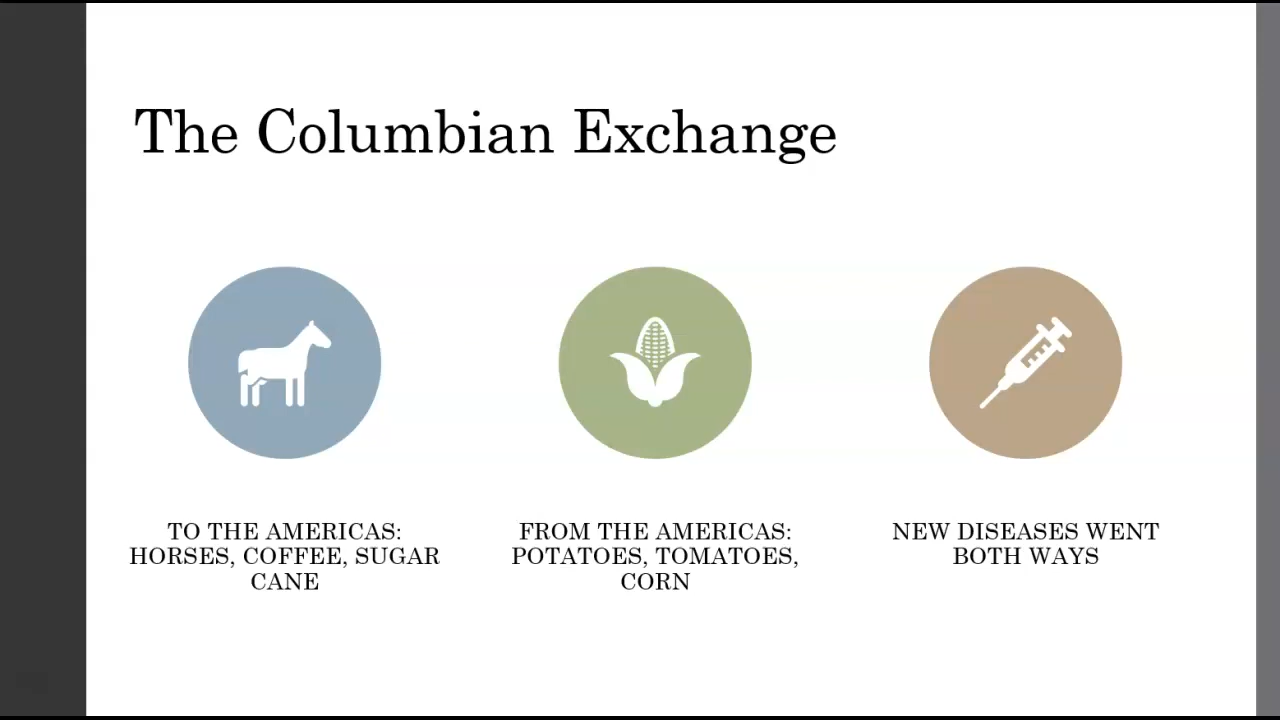 The Columbian Exchange
TO THE AMERICAS:
HORSES, COFFEE, SUGAR
CANE
FROM THE AMERICAS:
POTATOES, TOMATOES,
CORN
NEW DISEASES WENT
BOTH WAYS